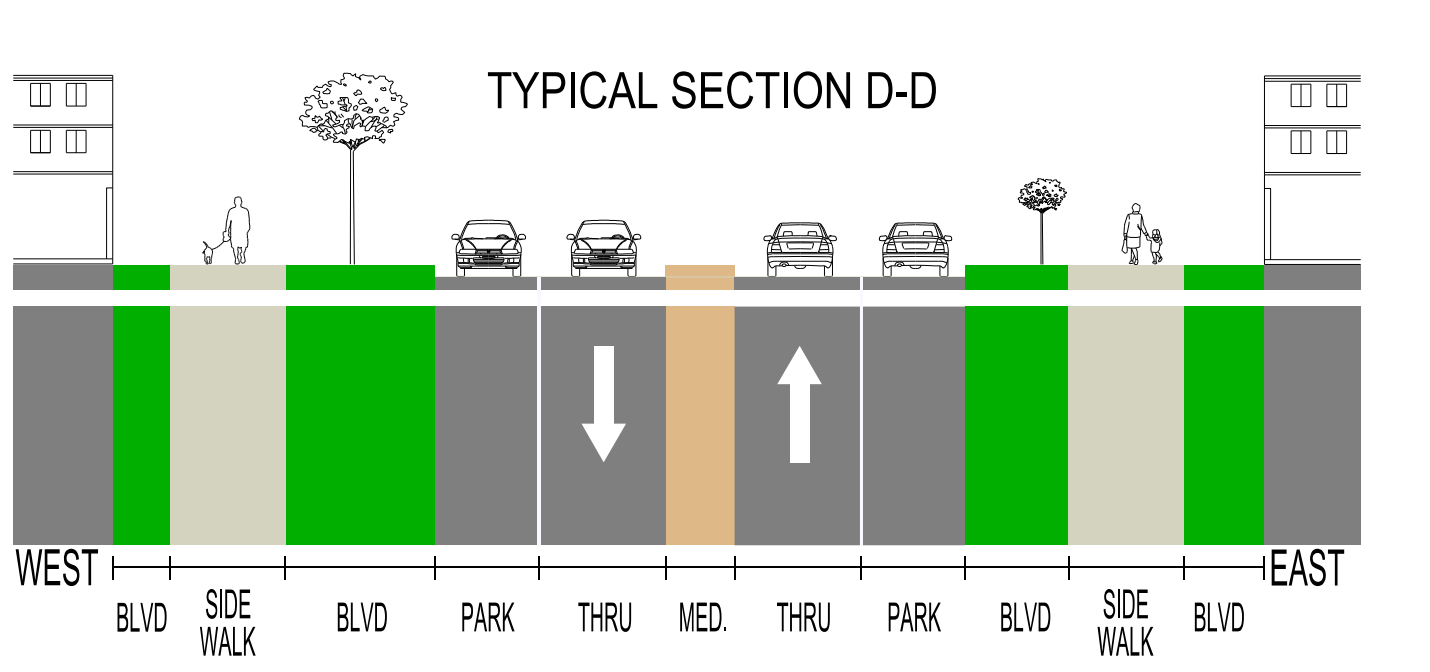 TYPICAL SECTION D-D
WEST
EAST
BLVD
SIDE
WALK
BLVD
PARK
THRU
MED.
THRU
PARK
BLVD
SIDE
WALK
BLVD